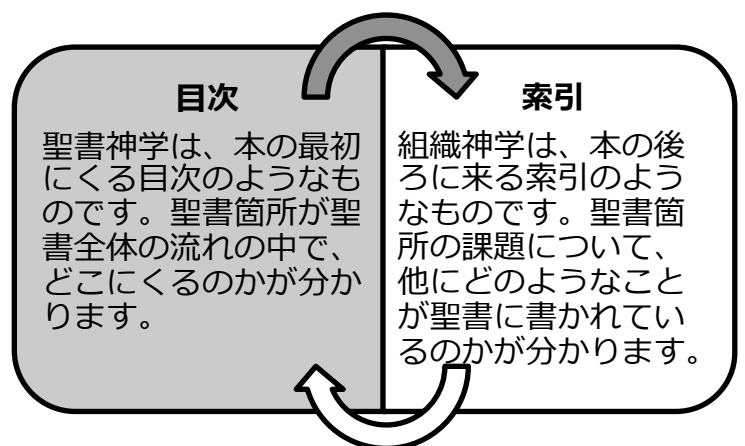 目次
聖書神学は、本の最初
にくる目次のようなも
のです。聖書箇所が聖
書全体の流れの中で、
どこにくるのかが分か
ります。
索引
組織神学は、本の後
ろに来る索引のよう
なものです。聖書箇
所の課題について、
他にどのようなこと
が聖書に書かれてい
るのかが分かります。